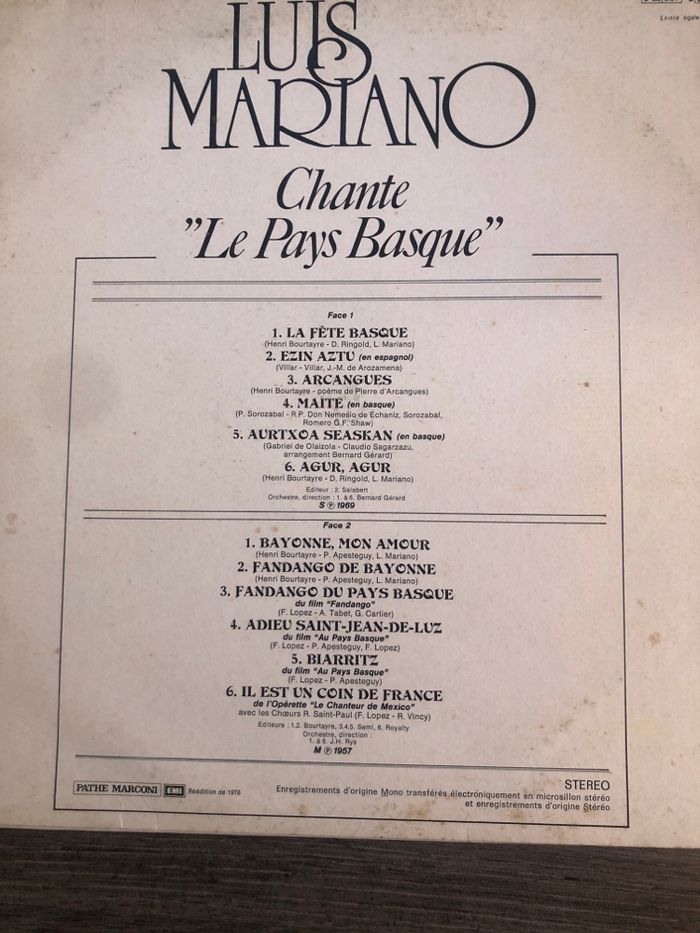 Existe égale
LUIS
MARIANO
Chante
"Le Pays Basque"
Face 1
1. LA FÊTE BASQUE
(Henri Bourtayre - D. Ringold, L. Mariano)
2. EZIN AZTU (en espagnol)
(Villar - Villar, J.-M. de Arozamena)
3. ARCANGUES
(Henri Bourtayre - poème de Pierre d'Arcangues)
4. MAITE (en basque)
(P. Sorozabal - R.P. Don Nemesio de Echaniz, Sorozabal,
Romero G.F. Shaw)
5. AURTXOA SEASKAN (en basque)
(Gabriel de Olaizola - Claudio Sagarzazu,
arrangement Bernard Gérard)
6. AGUR, AGUR
(Henri Bourtayre - D. Ringold, L. Mariano)
Editeur : 2. Salabert
Orchestre, direction : 1. à 6. Bernard Gérard
S Ⓟ 1969
Face 2
1. BAYONNE, MON AMOUR
(Henri Bourtayre - P. Apesteguy, L. Mariano)
2. FANDANGO DE BAYONNE
(Henri Bourtayre - P. Apesteguy, L. Mariano)
3. FANDANGO DU PAYS BASQUE
du film "Fandango"
(F. Lopez - A. Tabet, G. Carlier)
4. ADIEU SAINT-JEAN-DE-LUZ
du film "Au Pays Basque"
(F. Lopez - P. Apesteguy, F. Lopez)
5. BIARRITZ
du film "Au Pays Basque"
(F. Lopez - P. Apesteguy)
6. IL EST UN COIN DE FRANCE
de l'Opérette "Le Chanteur de Mexico"
avec les Chœurs R. Saint-Paul (F. Lopez - R. Vincy)
Editeurs : 1.2. Bourtayre, 3.4.5. Semi, 6. Royalty
Orchestre, direction :
1. à 6. J.H. Rys
M Ⓟ 1957
PATHE MARCONI EMI Réédition de 1976
STEREO
Enregistrements d'origine Mono transférés électroniquement en microsillon stéréo
et enregistrements d'origine Stéréo